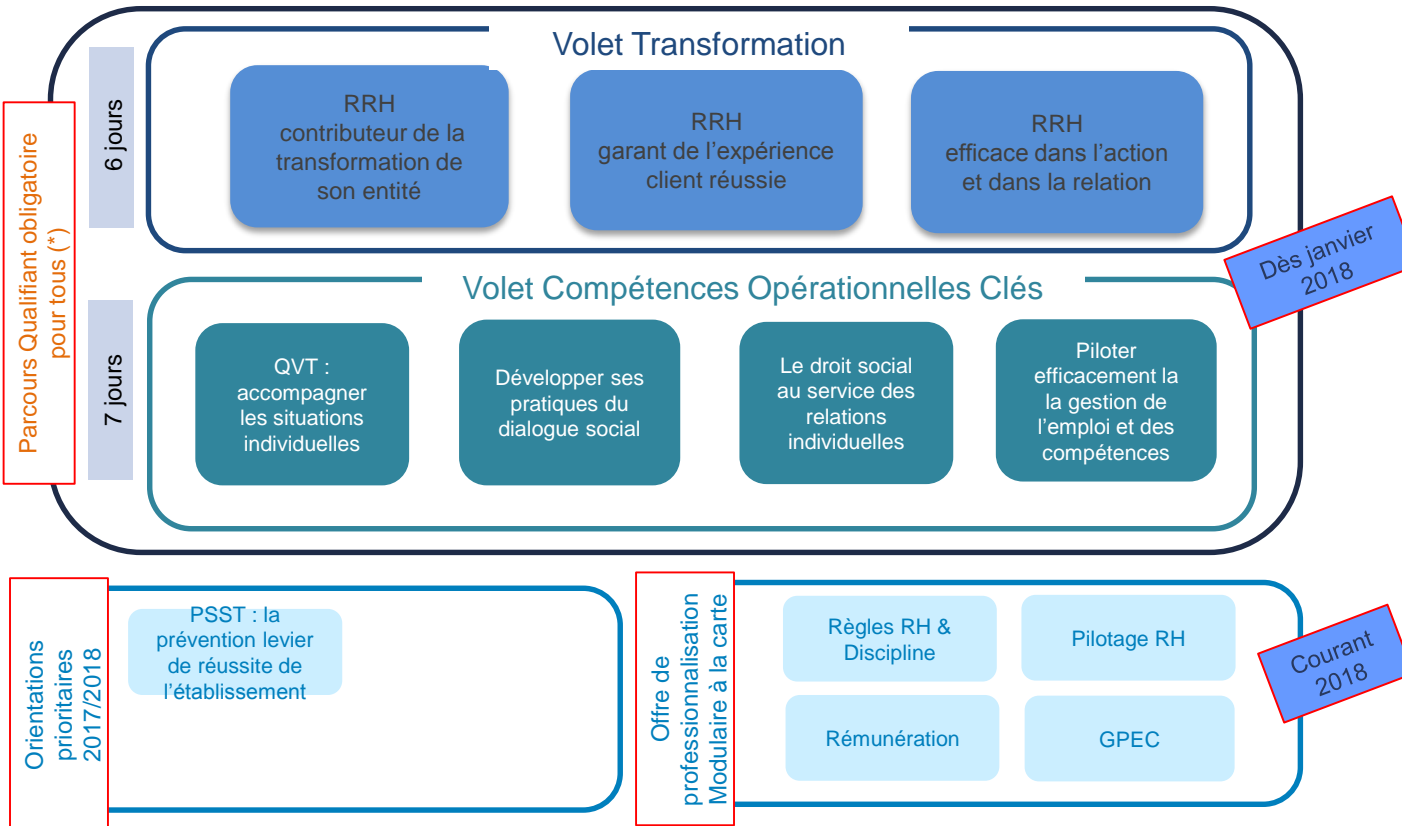 Parcours Qualifiant obligatoire
pour tous (*)
6 jours
Volet Transformation
RRH
contributeur de la
transformation de
son entité
RRH
garant de l’expérience
client réussie
RRH
efficace dans l’action
et dans la relation
Dès janvier
2018
7 jours
Volet Compétences Opérationnelles Clés
QVT :
accompagner
les situations
individuelles
Développer ses
pratiques du
dialogue social
Le droit social
au service des
relations
individuelles
Piloter
efficacement la
la gestion de
l’emploi et des
compétences
Orientations
prioritaires
2017/2018
PSST : la
prévention levier
de réussite de
l’établissement
Offre de
professionnalisation
Modulaire à la carte
Règles RH &
Discipline
Pilotage RH
Rémunération
GPEC
Courant
2018